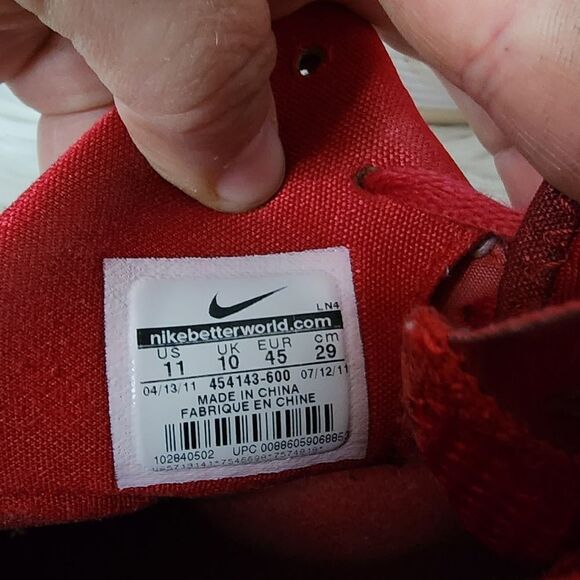 LN4
nikebetterworld.com
US UK EUR cm
11 10 45 29
04/13/11 454143-600 07/12/11
MADE IN CHINA
FABRIQUE EN CHINE
102840502 UPC